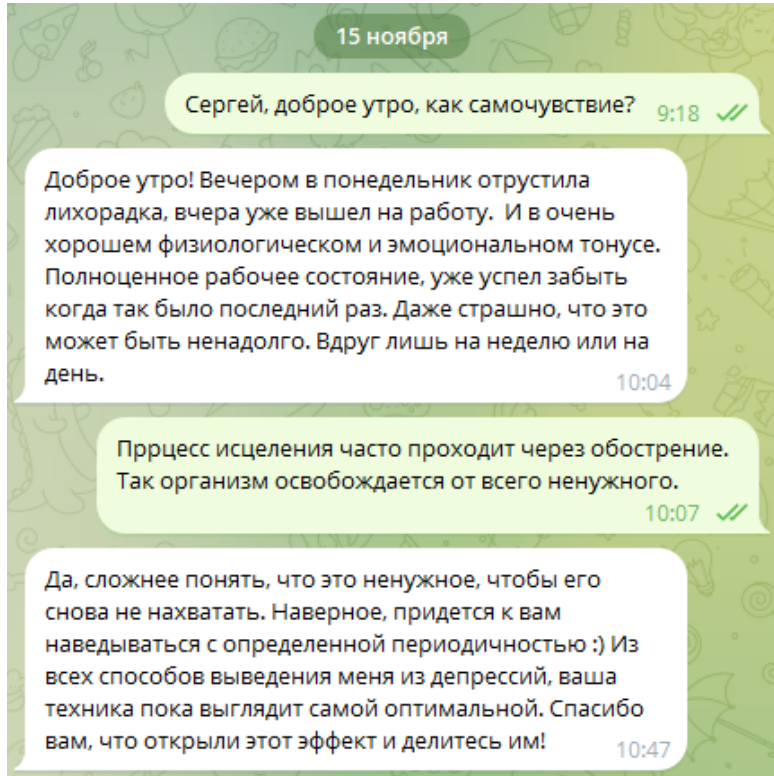 15 ноября
Сергей, доброе утро, как самочувствие?
9:18
Доброе утро! Вечером в понедельник отрустила
лихорадка, вчера уже вышел на работу. И в очень
хорошем физиологическом и эмоциональном тонусе.
Полноценное рабочее состояние, уже успел забыть
когда так было последний раз. Даже страшно, что это
может быть ненадолго. Вдруг лишь на неделю или на
день.
10:04
Пррцесс исцеления часто проходит через обострение.
Так организм освобождается от всего ненужного.
10:07
Да, сложнее понять, что это ненужное, чтобы его
снова не нахватать. Наверное, придется к вам
наведываться с определенной периодичностью :) Из
всех способов выведения меня из депрессий, ваша
техника пока выглядит самой оптимальной. Спасибо
вам, что открыли этот эффект и делитесь им!
10:47